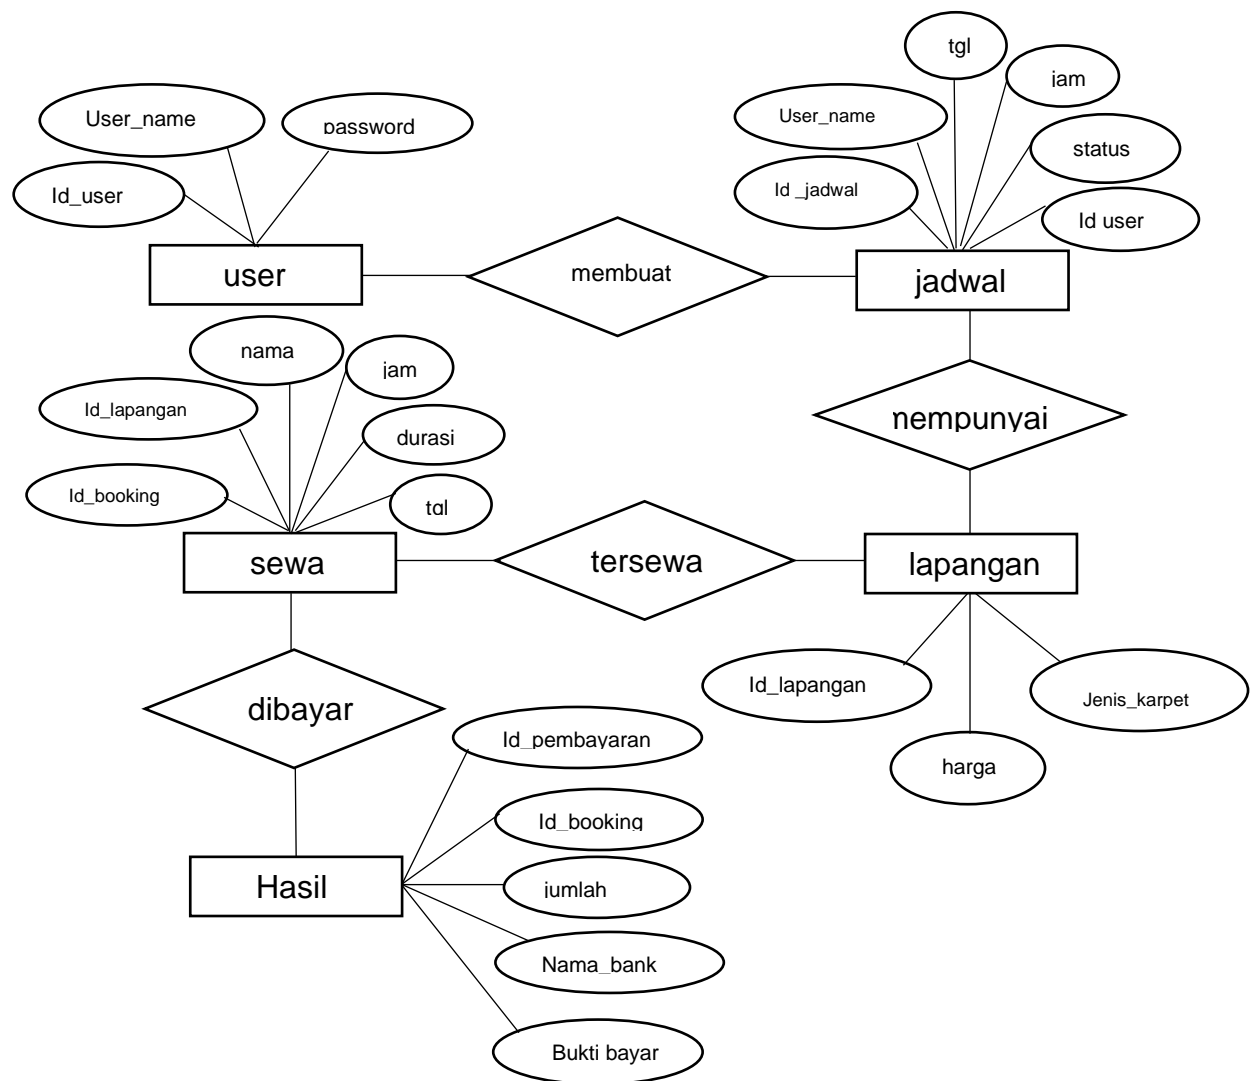 tgl
jam
User_name
User_name
password
status
Id_user
Id _jadwal
Id user
user
membuat
jadwal
nama
jam
Id_lapangan
mempunyai
durasi
Id_booking
tgl
sewa
tersewa
lapangan
Id_lapangan
Jenis_karpet
dibayar
Id_pembayaran
harga
Id_booking
Hasil
jumlah
Nama_bank
Bukti bayar